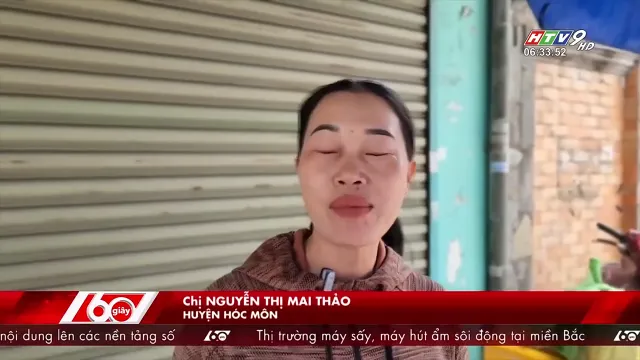 HTV9 HD
06:33:52
60 giây
Chị NGUYỄN THỊ MAI THẢO
HUYỆN HÓC MÔN
nội dung lên các nền tảng số
60 Thị trường máy sấy, máy hút ẩm sôi động tại miền Bắc 60